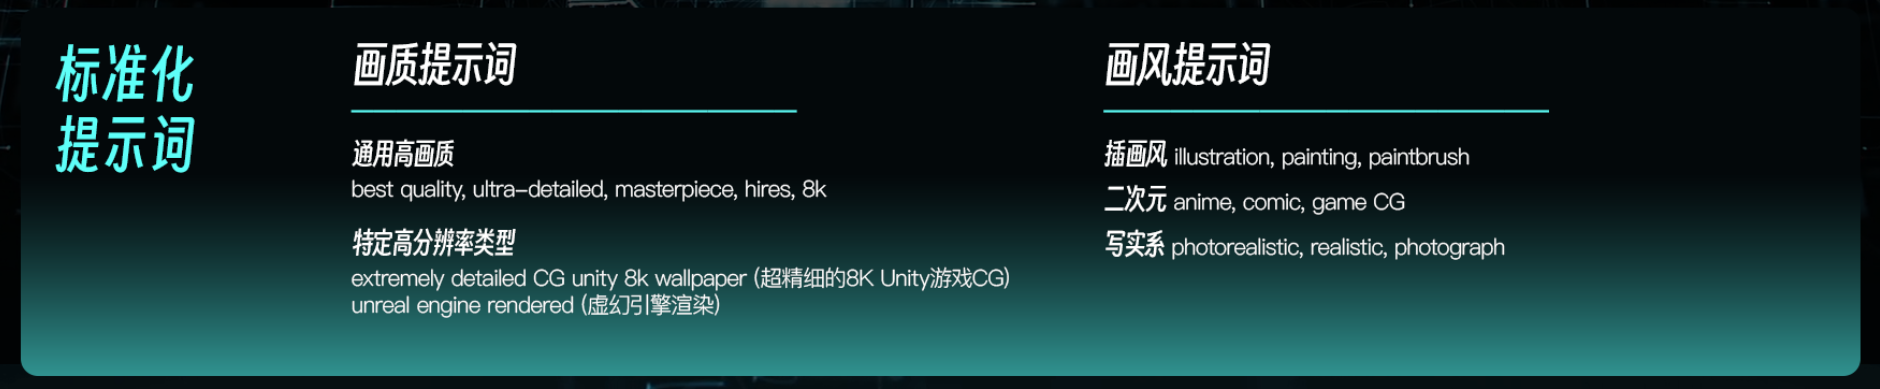 标准化
提示词
画质提示词
通用高画质
best quality, ultra-detailed, masterpiece, hires, 8k
特定高分辨率类型
extremely detailed CG unity 8k wallpaper (超精细的8K Unity游戏CG)
unreal engine rendered (虚幻引擎渲染)
画风提示词
插画风 illustration, painting, paintbrush
二次元 anime, comic, game CG
写实系 photorealistic, realistic, photograph